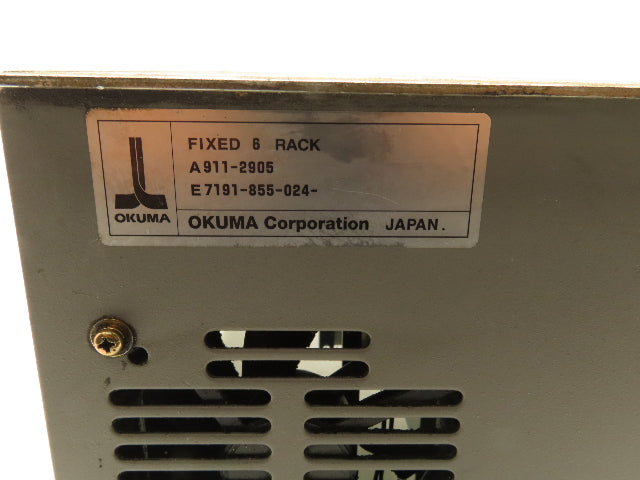 FIXED 6 RACK
A911-2905
E7191-855-024-
OKUMA
OKUMA Corporation JAPAN.